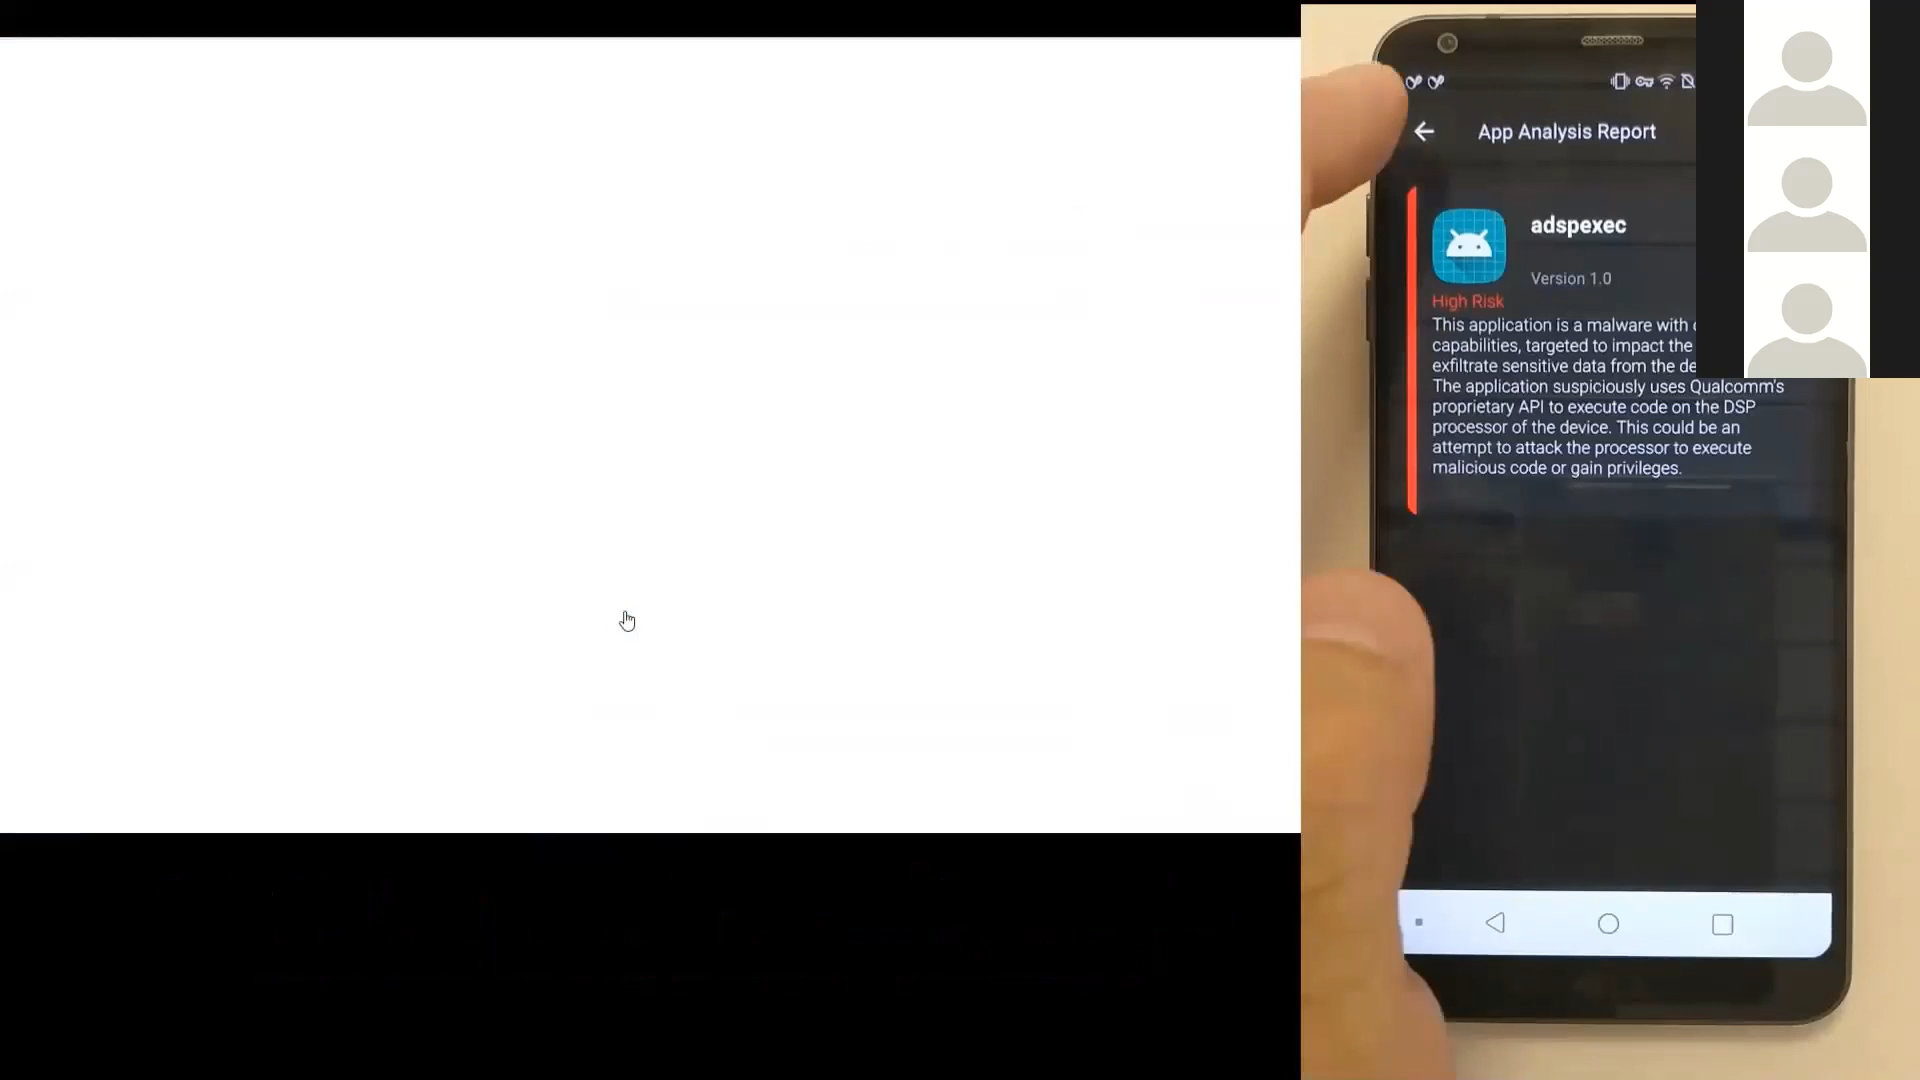 App Analysis Report
adspexec
Version 1.0
High Risk
This application is a malware with
capabilities, targeted to impact the
exfiltrate sensitive data from the
The application suspiciously uses Qualcomm's
proprietary API to execute code on the DSP
processor of the device. This could be an
attempt to attack the processor to execute
malicious code or gain privileges.